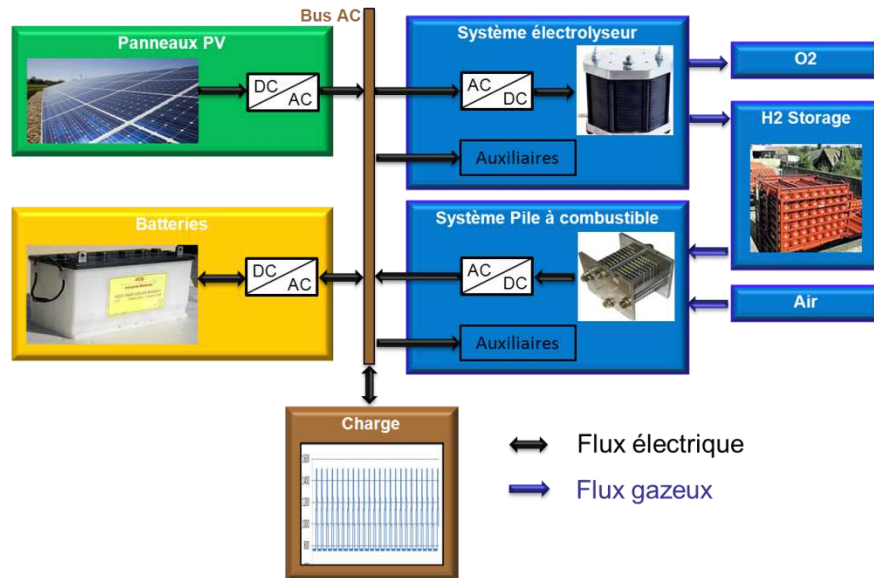 Bus AC
Panneaux PV
DC
AC
Système électrolyseur
AC
DC
Auxiliaires
O2
H2 Storage
Batteries
DC
AC
Système Pile à combustible
AC
DC
Auxiliaires
Air
Charge
Flux électrique
Flux gazeux